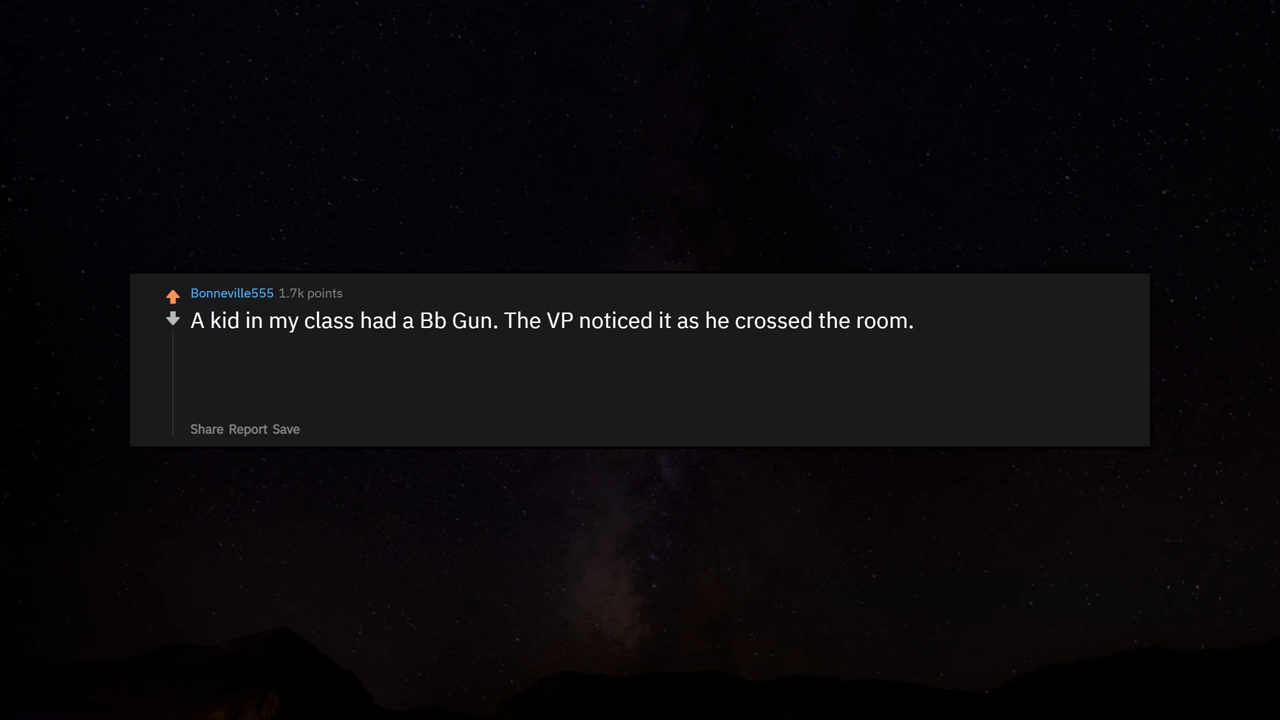 Bonneville555 1.7k points
A kid in my class had a Bb Gun. The VP noticed it as he crossed the room.
Share Report Save